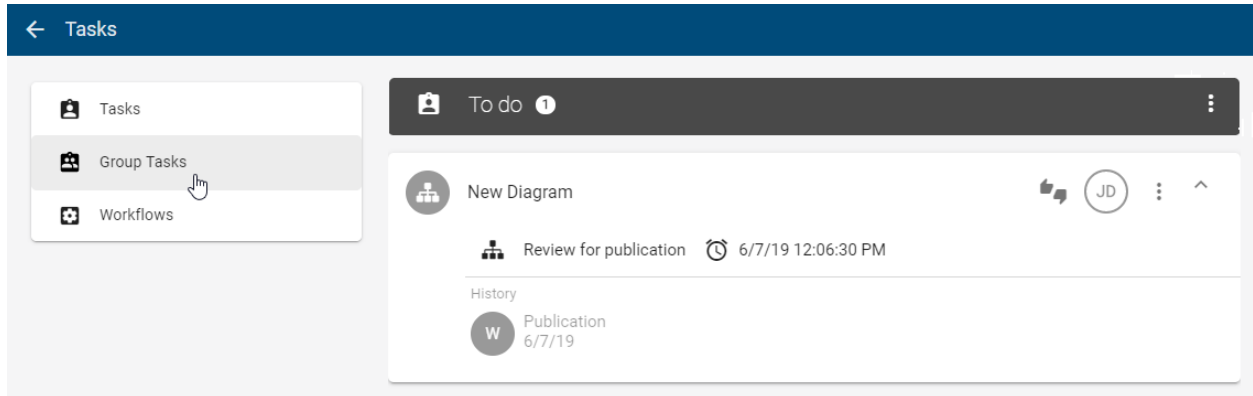 Tasks
Tasks
Group Tasks
Workflows
To do 1
New Diagram JD
Review for publication 6/7/19 12:06:30 PM
History
W Publication
6/7/19